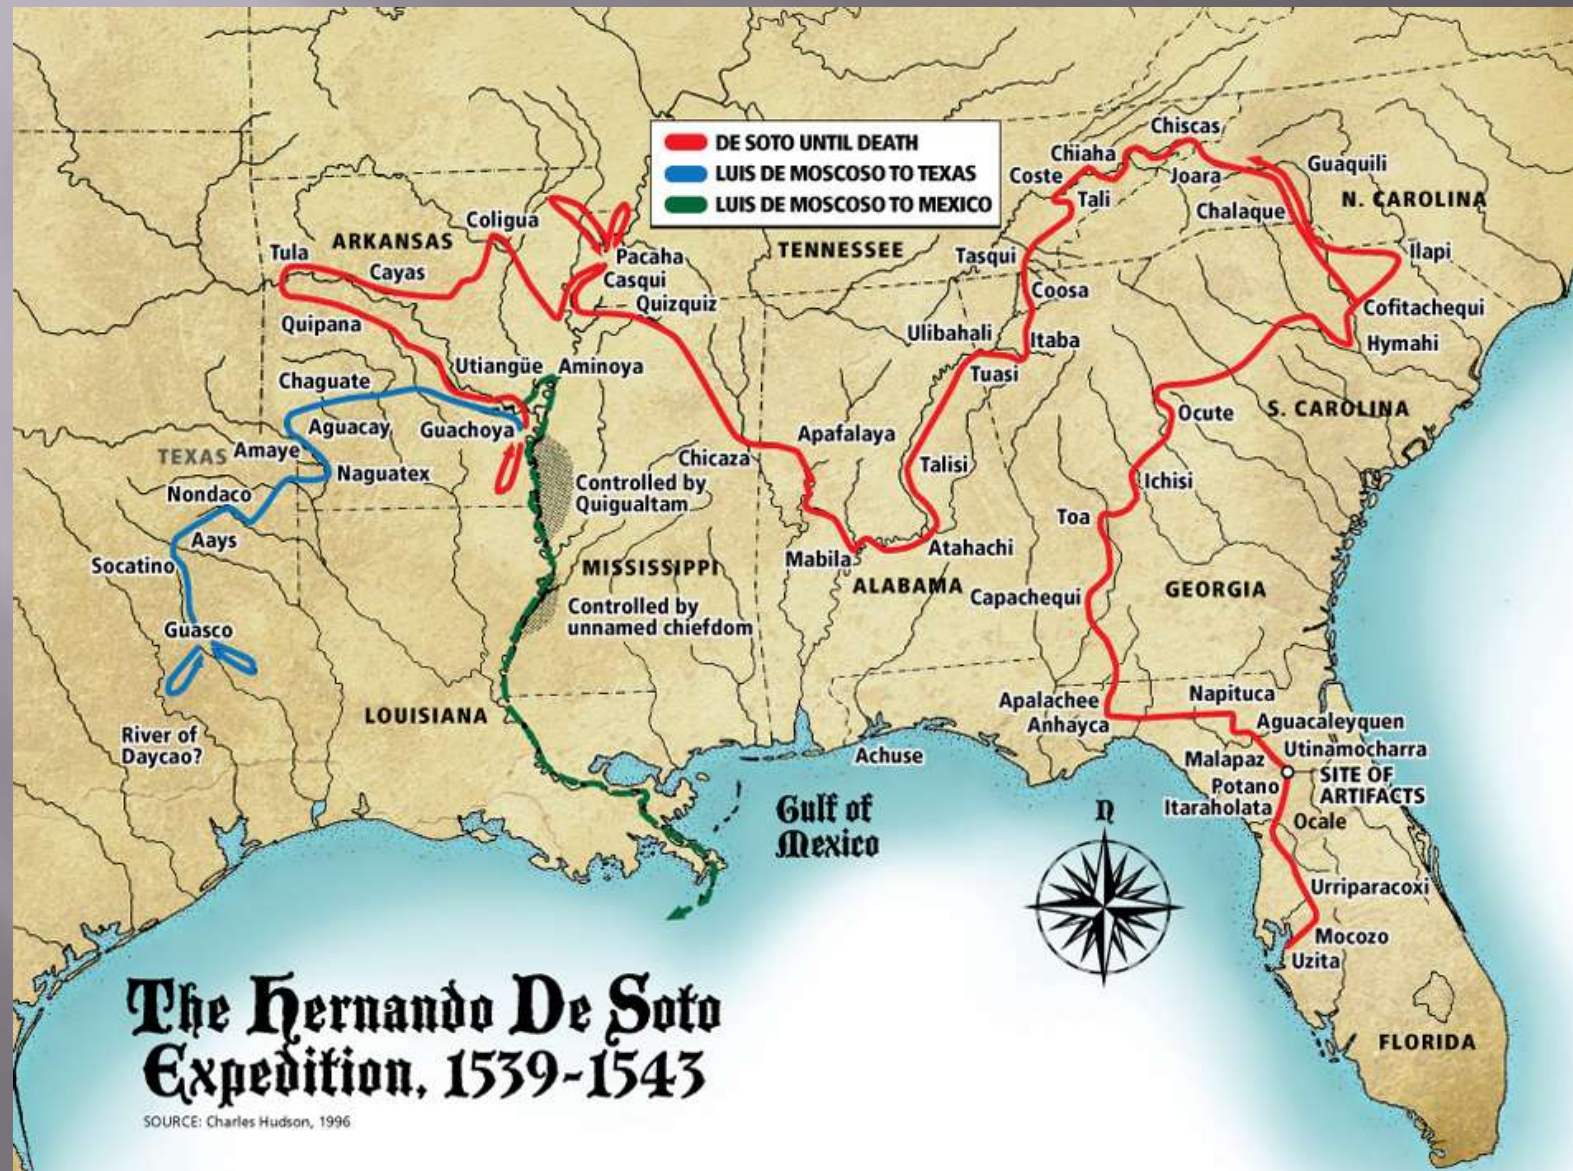 DE SOTO UNTIL DEATH
LUIS DE MOSCOSO TO TEXAS
LUIS DE MOSCOSO TO MEXICO
Chiscas
Chiaha
Guaquili
Coste
Joara
Tali
N. CAROLINA
Chalaque
Coligua
ARKANSAS
TENNESSEE
Tula
Cayas
Pacaha
Casqui
Tasqui
Ilapi
Quizquiz
Coosa
Cofitachequi
Quipana
Ulibahali
Itaba
Hymahi
Utiangüe
Aminoya
Tuasi
Chaguate
Aguacay
Guachoya
Ocute
S. CAROLINA
TEXAS
Amaye
Apafalaya
Chicaza
Talisi
Naguatex
Controlled by
Quigualtam
Ichisi
Nondaco
Toa
Aays
Atahachi
Mabila
Socatino
MISSISSIPPI
ALABAMA
GEORGIA
Capachequi
Controlled by
unnamed chiefdom
Guasco
Napituca
Apalachee
Anhayca
LOUISIANA
Aguacaleyquen
River of
Daycao?
Utinamocharra
Achuse
Malapaz
SITE OF
ARTIFACTS
Potano
Itaraholata
Ocale
Gulf of
Mexico
N
Urriparacoxi
Mocozo
Uzita
FLORIDA
The Hernando De Soto
Expedition, 1539-1543
SOURCE: Charles Hudson, 1996